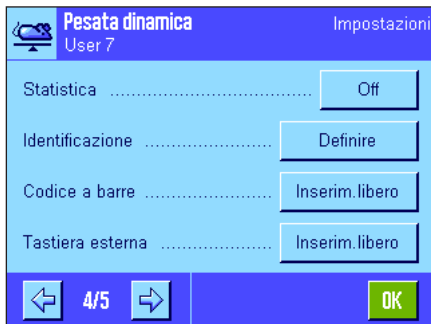 Pesata dinamica Impostazioni
User 7
Statistica ........................................ Off
Identificazione ...................... Definire
Codice a barre ...................... Inserim.libero
Tastiera esterna ................... Inserim.libero
4/5 OK